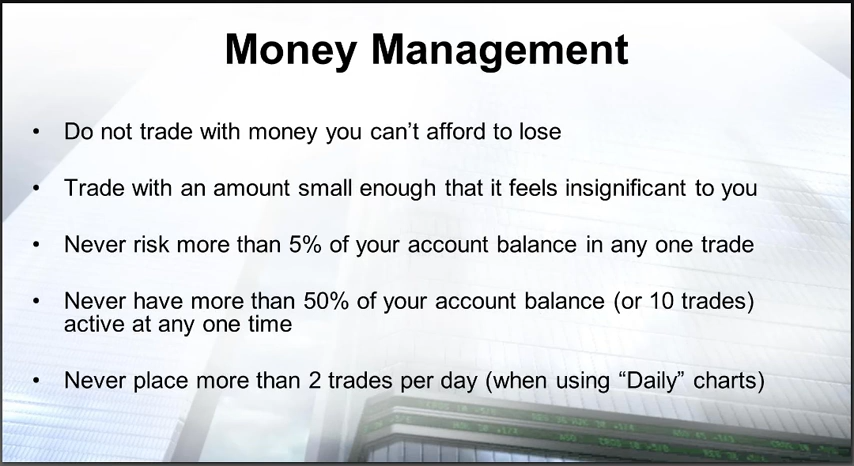 Money Management
• Do not trade with money you can’t afford to lose
• Trade with an amount small enough that it feels insignificant to you
• Never risk more than 5% of your account balance in any one trade
• Never have more than 50% of your account balance (or 10 trades)
active at any one time
• Never place more than 2 trades per day (when using “Daily” charts)